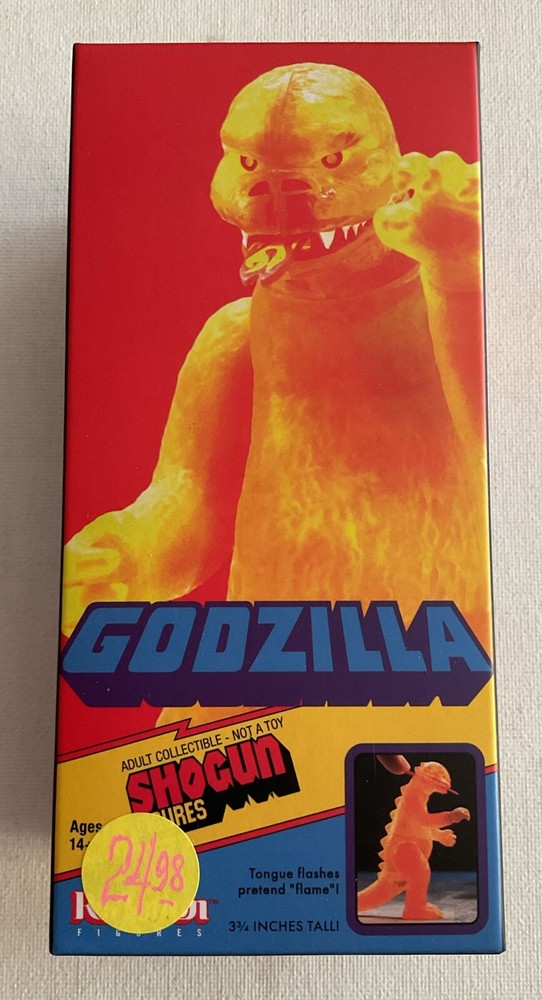 GODZILLA
ADULT COLLECTIBLE - NOT A TOY
SHOGUN
URES
Ages
14-
24.98
Tongue flashes
pretend "flame"!
3¾ INCHES TALL!
FIGURES